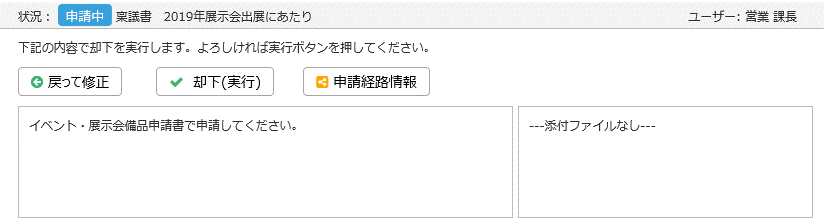 状況： 申請中 稟議書　2019年展示会出展にあたり ユーザー: 営業 課長
下記の内容で却下を実行します。よろしければ実行ボタンを押してください。
戻って修正 却下(実行) 申請経路情報
イベント・展示会備品申請書で申請してください。 ---添付ファイルなし---